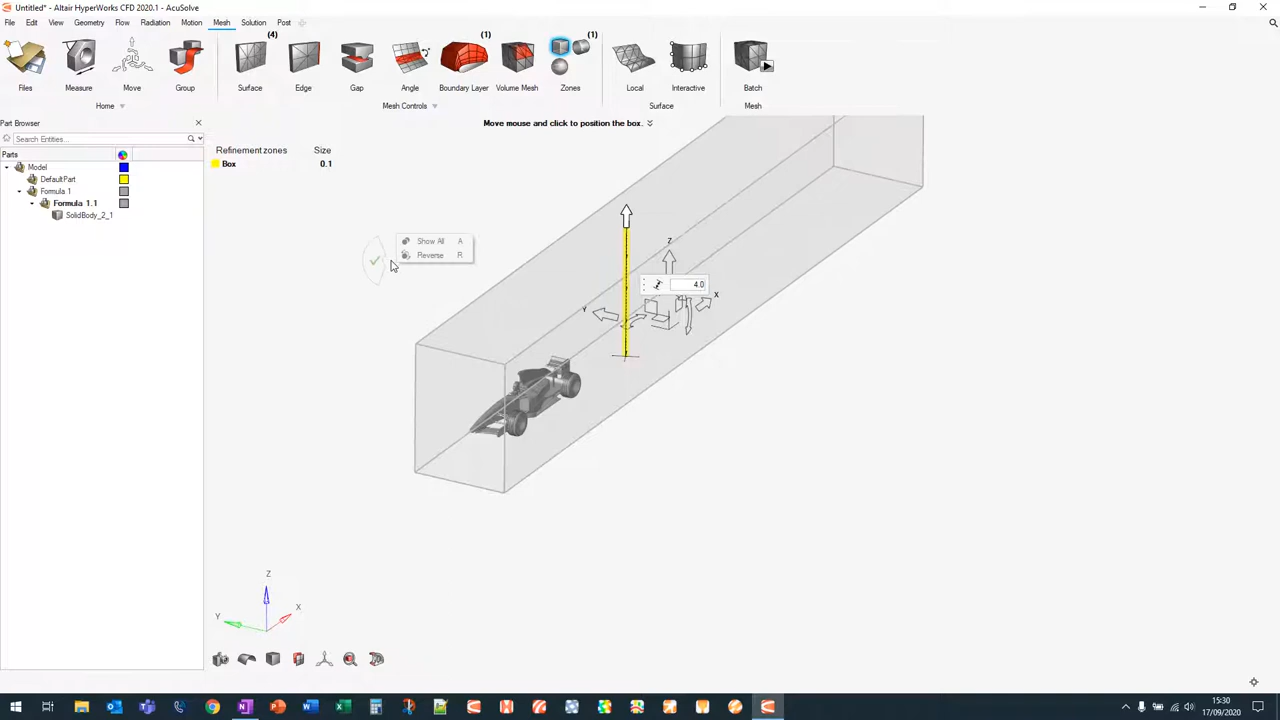 Untitled* - Altair HyperWorks CFD 2020.1 - AcuSolve
File Edit View Geometry Flow Radiation Motion Mesh Solution Post
(4) (1) (1)
Files Measure Move Group Surface Edge Gap Angle Boundary Layer Volume Mesh Zones Local Interactive Batch
Home Mesh Controls Surface Mesh
Part Browser
Move mouse and click to position the box.
Search Entities...
Parts
Refinement zones Size
Box 0.1
Model
DefaultPart
Formula 1
Formula 1.1
SolidBody_2_1
Show All A
Reverse R
Z
4.0
X
Y
Z
X
Y
15:30
17/09/2020